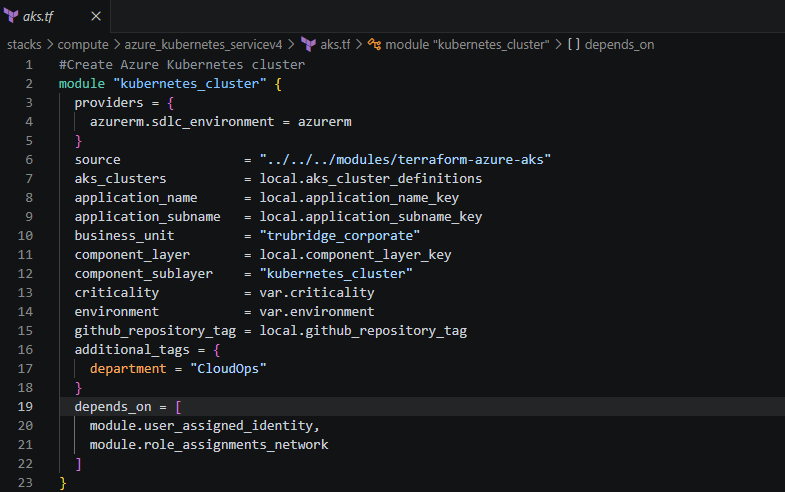 aks.tf
stacks > compute > azure_kubernetes_servicev4 > aks.tf > module "kubernetes_cluster" > [ ] depends_on
1 #Create Azure Kubernetes cluster
2 module "kubernetes_cluster" {
3   providers = {
4     azurerm.sdlc_environment = azurerm
5   }
6   source                = "../../../modules/terraform-azure-aks"
7   aks_clusters          = local.aks_cluster_definitions
8   application_name      = local.application_name_key
9   application_subname   = local.application_subname_key
10   business_unit         = "trubridge_corporate"
11   component_layer       = local.component_layer_key
12   component_sublayer    = "kubernetes_cluster"
13   criticality           = var.criticality
14   environment           = var.environment
15   github_repository_tag = local.github_repository_tag
16   additional_tags = {
17     department = "CloudOps"
18   }
19   depends_on = [
20     module.user_assigned_identity,
21     module.role_assignments_network
22   ]
23 }